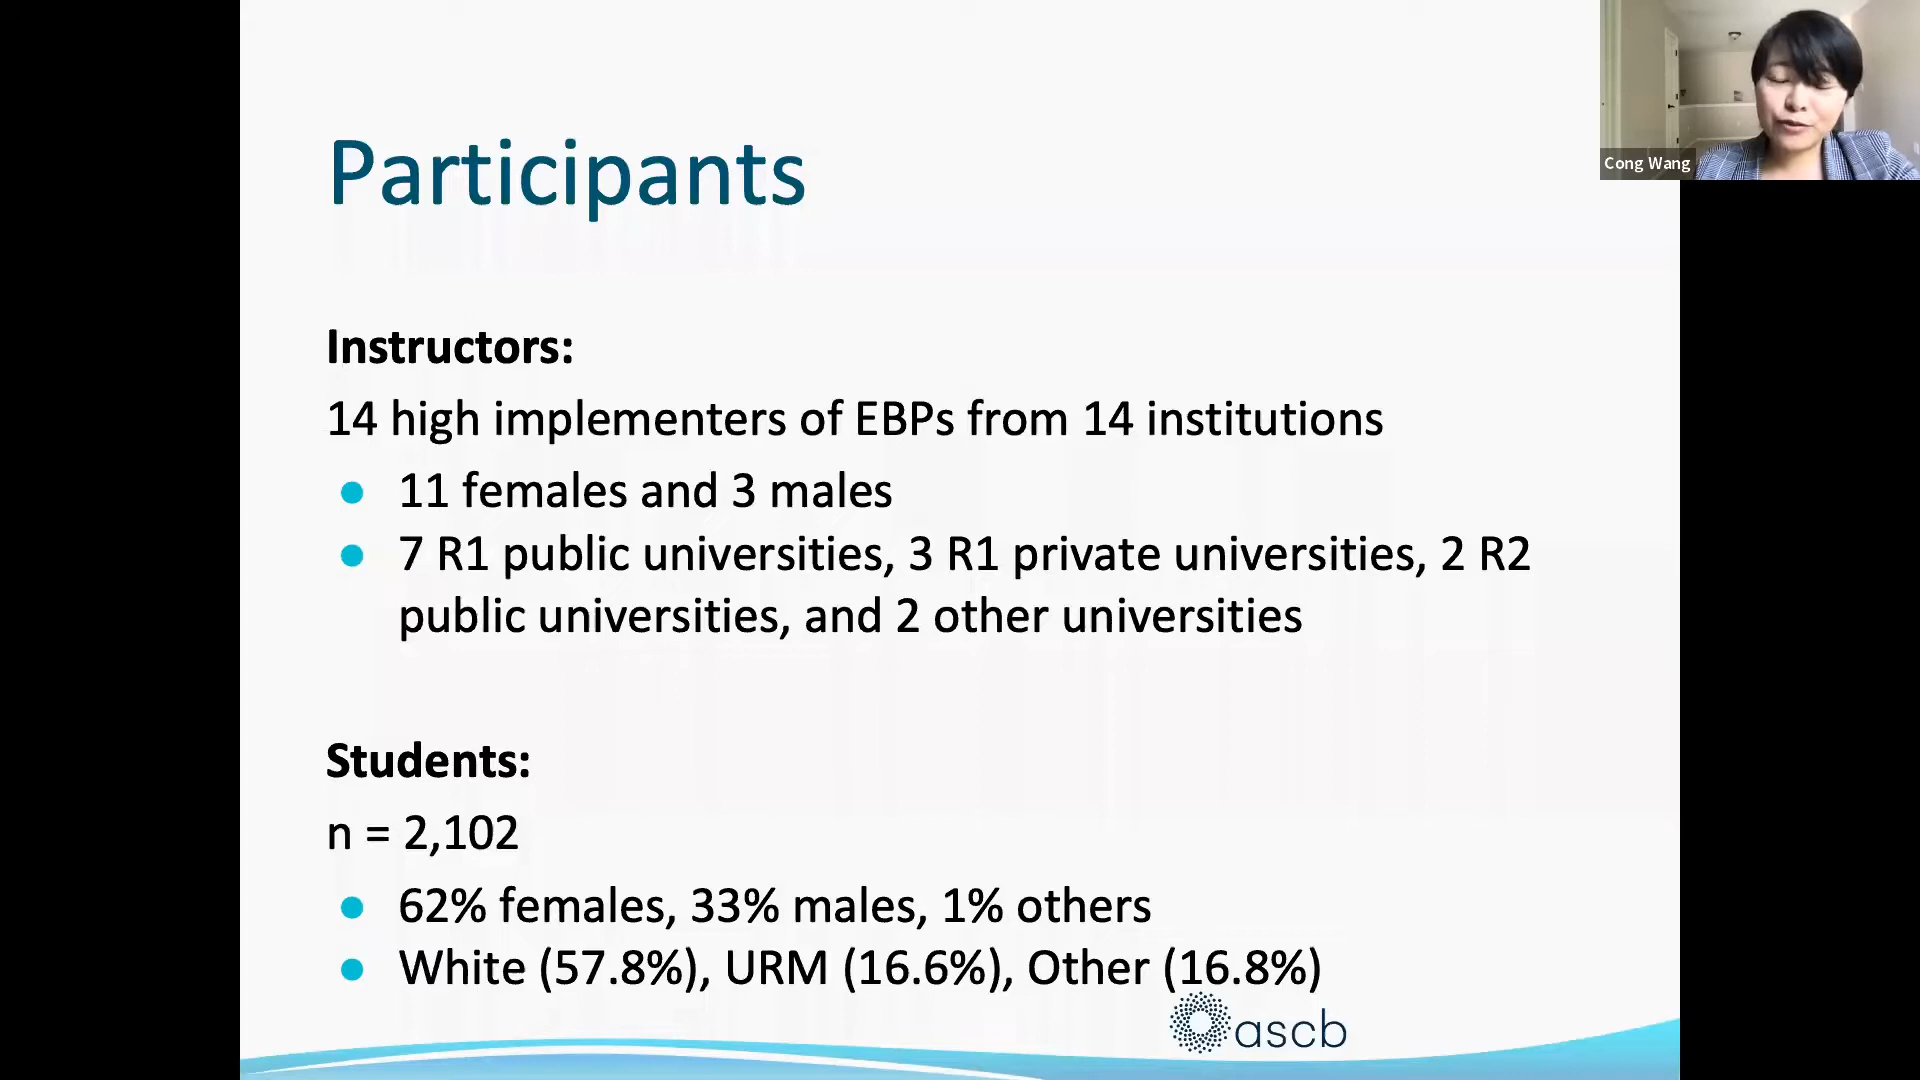 Participants
Cong Wang
Instructors:
14 high implementers of EBPs from 14 institutions
● 11 females and 3 males
● 7 R1 public universities, 3 R1 private universities, 2 R2
public universities, and 2 other universities
Students:
n = 2,102
● 62% females, 33% males, 1% others
● White (57.8%), URM (16.6%), Other (16.8%)
ascb